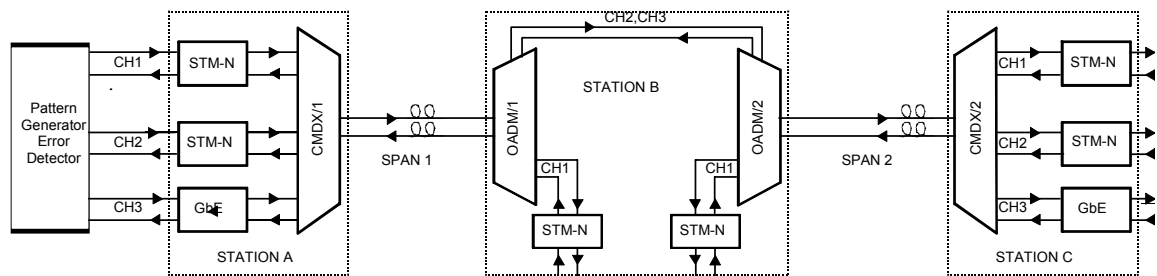 Pattern
Generator
Error
Detector
CH1
CH2
CH3
STM-N
STM-N
GbE
CMDX/1
STATION A
SPAN 1
CH2,CH3
STATION B
OADM/1
OADM/2
CH1
CH1
STM-N
STM-N
SPAN 2
CMDX/2
CH1
CH2
CH3
STM-N
STM-N
GbE
STATION C